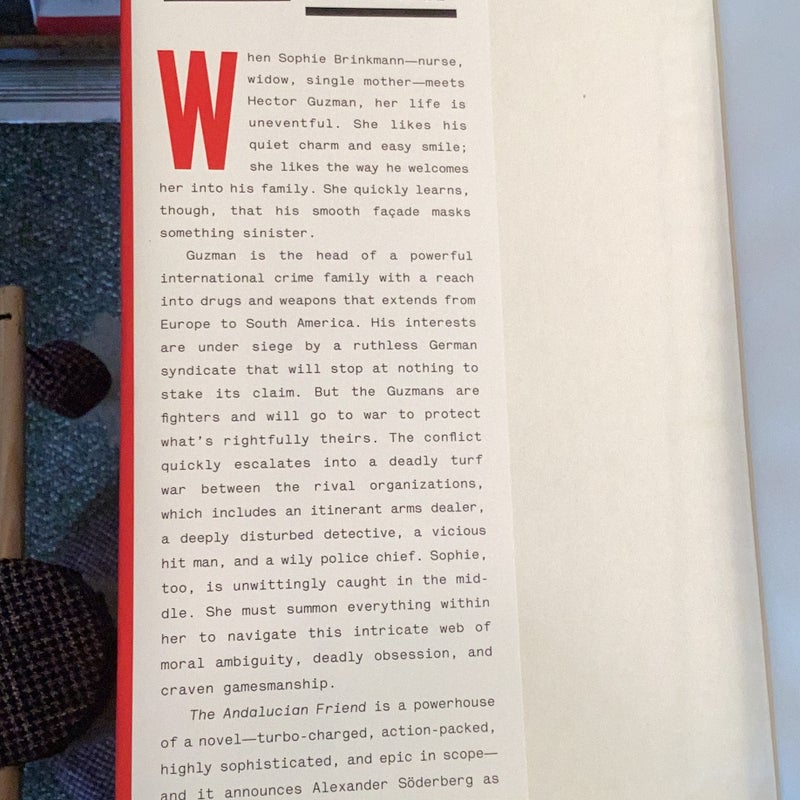 When Sophie Brinkmann—nurse,
widow, single mother—meets
Hector Guzman, her life is
uneventful. She likes his
quiet charm and easy smile;
she likes the way he welcomes
her into his family. She quickly learns,
though, that his smooth façade masks
something sinister.
Guzman is the head of a powerful
international crime family with a reach
into drugs and weapons that extends from
Europe to South America. His interests
are under siege by a ruthless German
syndicate that will stop at nothing to
stake its claim. But the Guzmans are
fighters and will go to war to protect
what's rightfully theirs. The conflict
quickly escalates into a deadly turf
war between the rival organizations,
which includes an itinerant arms dealer,
a deeply disturbed detective, a vicious
hit man, and a wily police chief. Sophie,
too, is unwittingly caught in the mid-
dle. She must summon everything within
her to navigate this intricate web of
moral ambiguity, deadly obsession, and
craven gamesmanship.
The Andalucian Friend is a powerhouse
of a novel—turbo-charged, action-packed,
highly sophisticated, and epic in scope—
and it announces Alexander Söderberg as